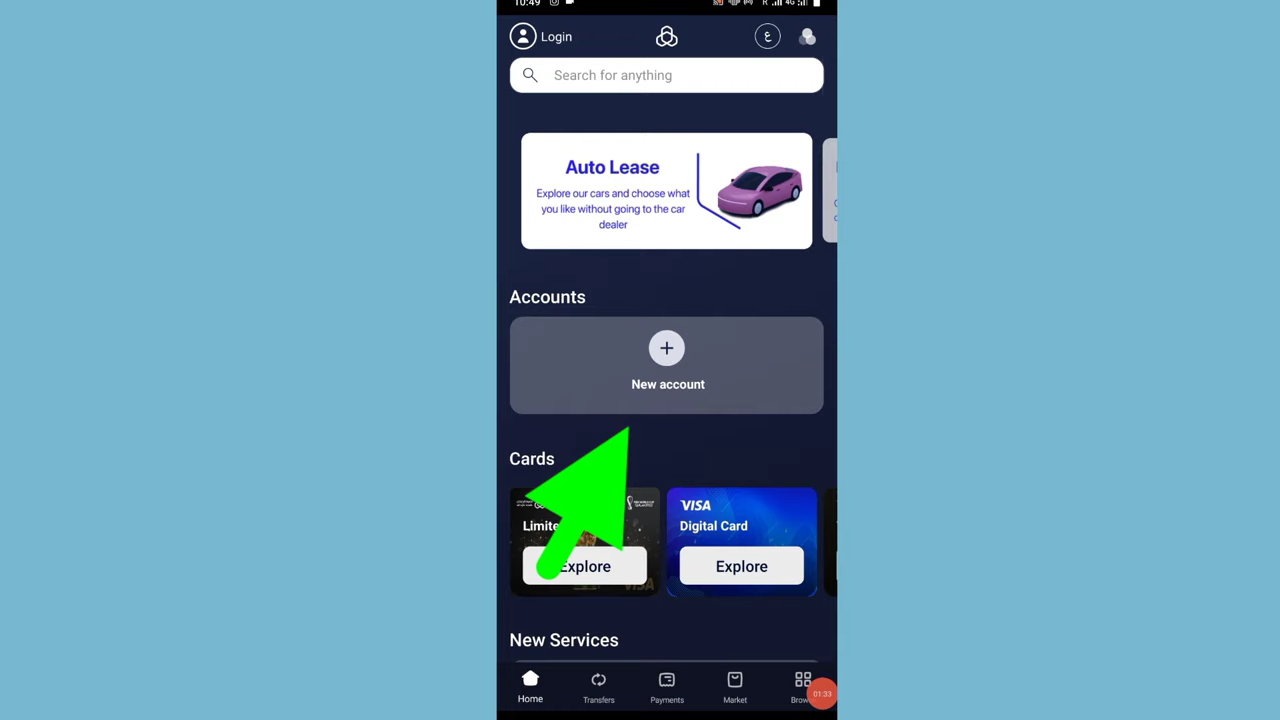 10:49
R 4G
Login
ع
Search for anything
Auto Lease
Explore our cars and choose what
you like without going to the car
dealer
Accounts
New account
Cards
VISA
Digital Card
Explore
Explore
VISA
New Services
Home
Transfers
Payments
Market
01:33